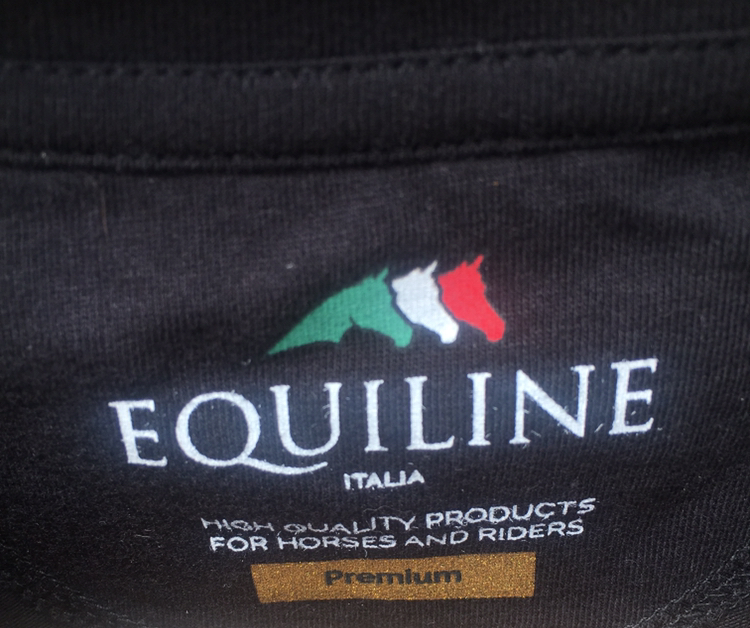 EQUILINE
ITALIA
HIGH QUALITY PRODUCTS
FOR HORSES AND RIDERS
Premium